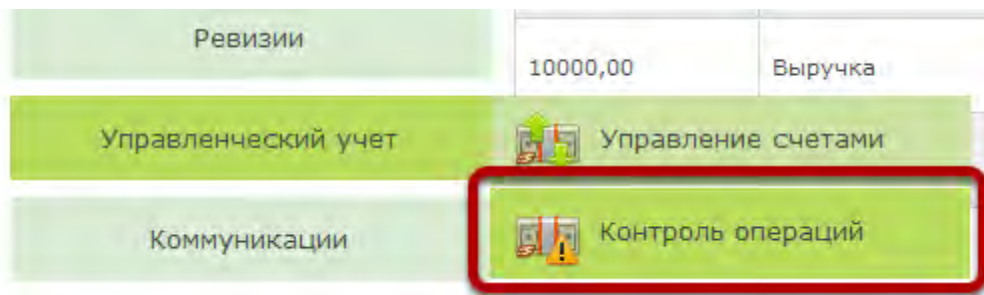 Ревизии
10000,00 Выручка
Управленческий учет Управление счетами
Коммуникации Контроль операций